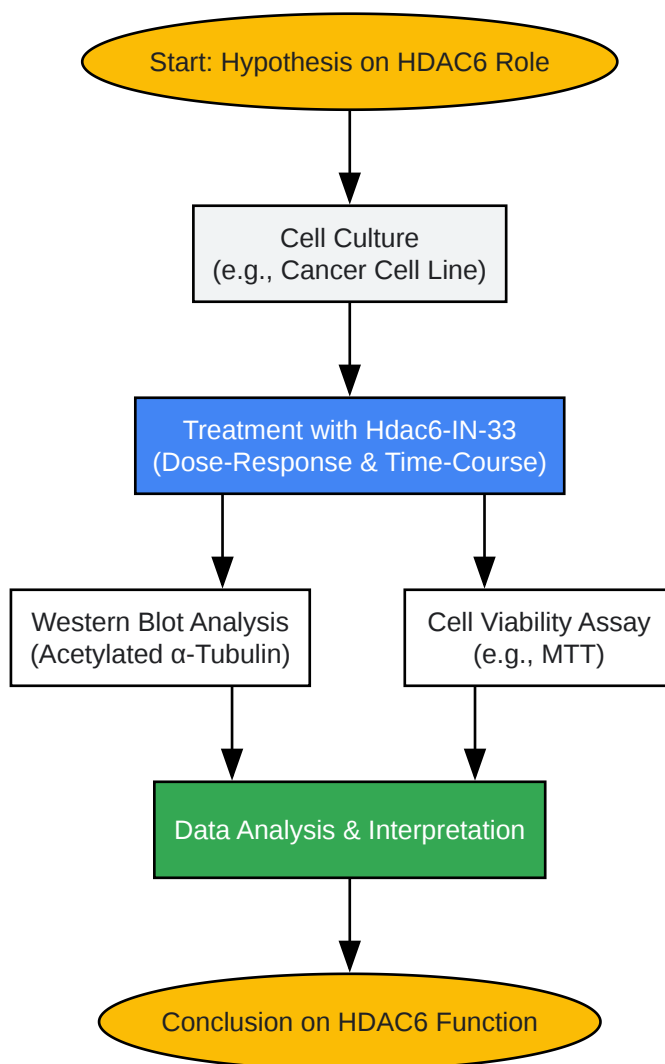 Start: Hypothesis on HDAC6 Role
Cell Culture
(e.g., Cancer Cell Line)
Treatment with Hdac6-IN-33
(Dose-Response & Time-Course)
Western Blot Analysis
(Acetylated α-Tubulin)
Cell Viability Assay
(e.g., MTT)
Data Analysis & Interpretation
Conclusion on HDAC6 Function